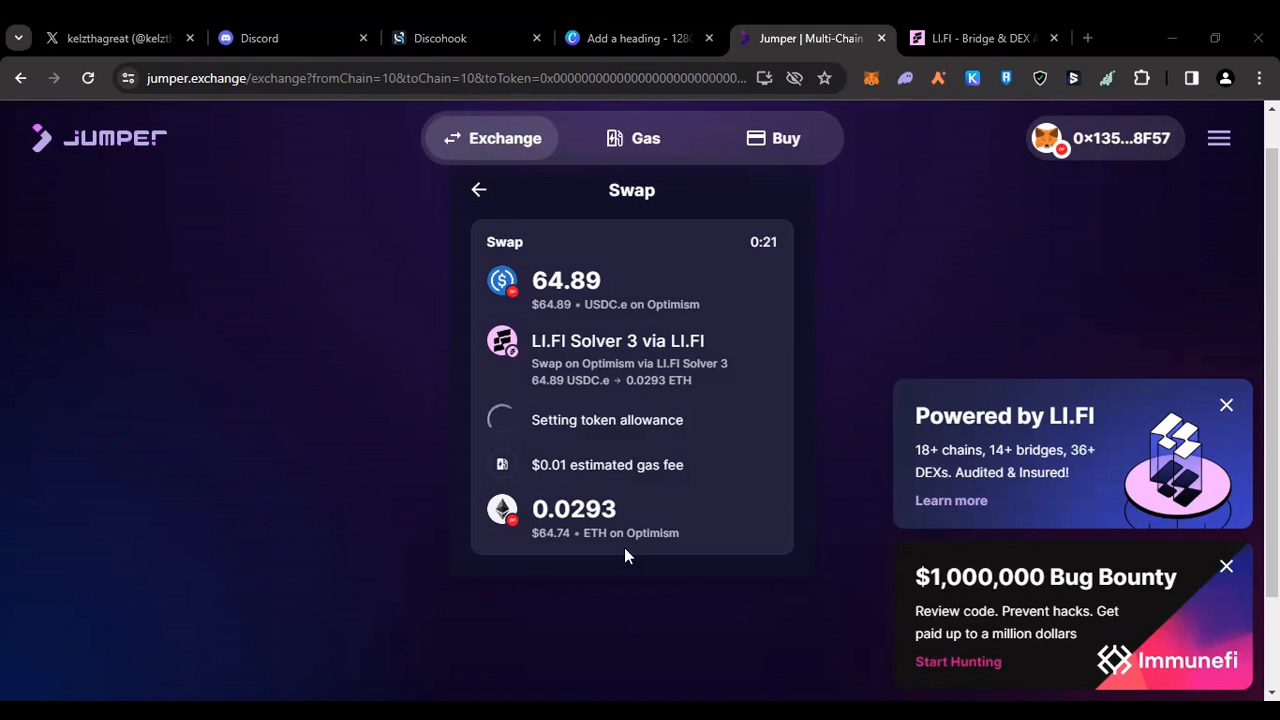 kelzthagreat (@kelzt
Discord
Discohook
Add a heading - 128
Jumper | Multi-Chain
LI.FI - Bridge & DEX A
jumper.exchange/exchange?fromChain=10&toChain=10&toToken=0x000000000000000000000000...
JUMPER
Exchange
Gas
Buy
0x135...8F57
Swap
Swap
0:21
64.89
$64.89 • USDC.e on Optimism
LI.FI Solver 3 via LI.FI
Swap on Optimism via LI.FI Solver 3
64.89 USDC.e → 0.0293 ETH
Setting token allowance
$0.01 estimated gas fee
0.0293
$64.74 • ETH on Optimism
Powered by LI.FI
18+ chains, 14+ bridges, 36+
DEXs. Audited & Insured!
Learn more
$1,000,000 Bug Bounty
Review code. Prevent hacks. Get
paid up to a million dollars
Start Hunting
Immunefi